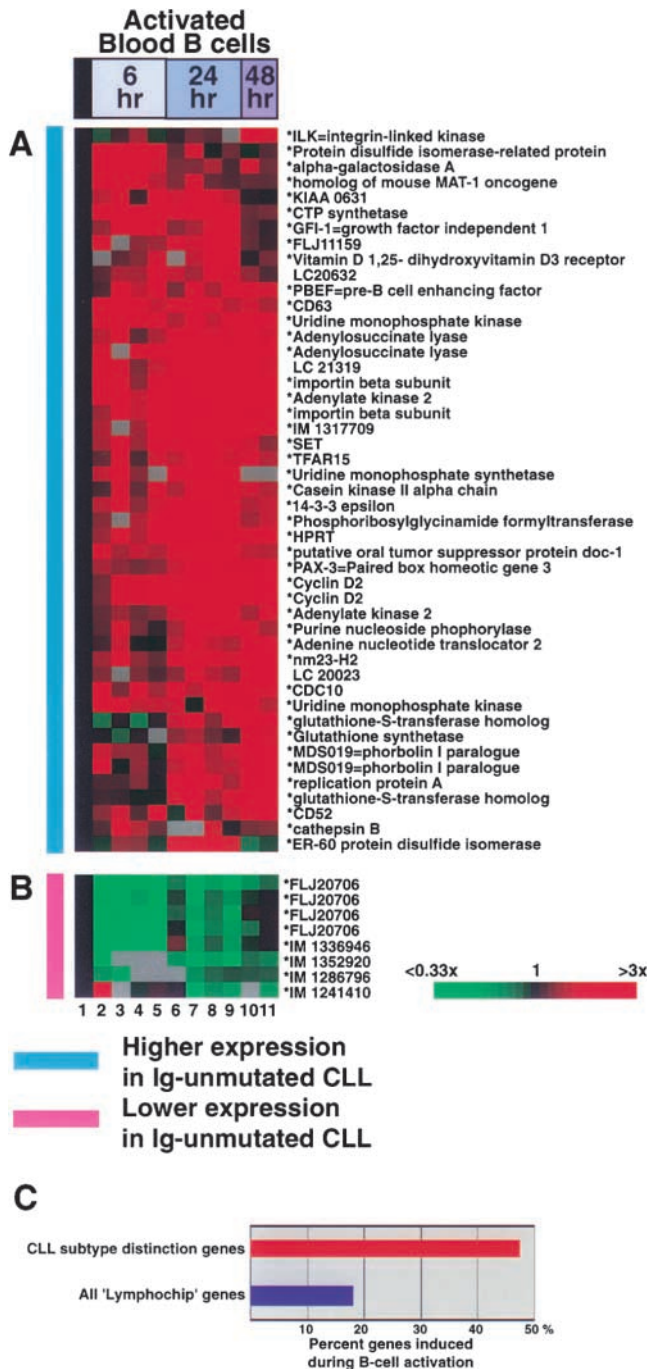 Activated
Blood B cells
6 hr
24 hr
48 hr
A
*ILK=integrin-linked kinase
*Protein disulfide isomerase-related protein
*alpha-galactosidase A
*homolog of mouse MAT-1 oncogene
*KIAA 0631
*CTP synthetase
*GFI-1=growth factor independent 1
*FLJ11159
*Vitamin D 1,25- dihydroxyvitamin D3 receptor
LC20632
*PBEF=pre-B cell enhancing factor
*CD63
*Uridine monophosphate kinase
*Adenylosuccinate lyase
*Adenylosuccinate lyase
LC 21319
*importin beta subunit
*Adenylate kinase 2
*importin beta subunit
*IM 1317709
*SET
*TFAR15
*Uridine monophosphate synthetase
*Casein kinase II alpha chain
*14-3-3 epsilon
*Phosphoribosylglycinamide formyltransferase
*HPRT
*putative oral tumor suppressor protein doc-1
*PAX-3=Paired box homeotic gene 3
*Cyclin D2
*Cyclin D2
*Adenylate kinase 2
*Purine nucleoside phophorylase
*Adenine nucleotide translocator 2
*nm23-H2
LC 20023
*CDC10
*Uridine monophosphate kinase
*glutathione-S-transferase homolog
*Glutathione synthetase
*MDS019=phorbolin I paralogue
*MDS019=phorbolin I paralogue
*replication protein A
*glutathione-S-transferase homolog
*CD52
*cathepsin B
*ER-60 protein disulfide isomerase
B
*FLJ20706
*FLJ20706
*FLJ20706
*FLJ20706
*IM 1336946
*IM 1352920
*IM 1286796
*IM 1241410
<0.33x 1 >3x
1 2 3 4 5 6 7 8 9 10 11
Higher expression
in Ig-unmutated CLL
Lower expression
in Ig-unmutated CLL
C
CLL subtype distinction genes
All 'Lymphochip' genes
10 20 30 40 50 %
Percent genes induced
during B-cell activation